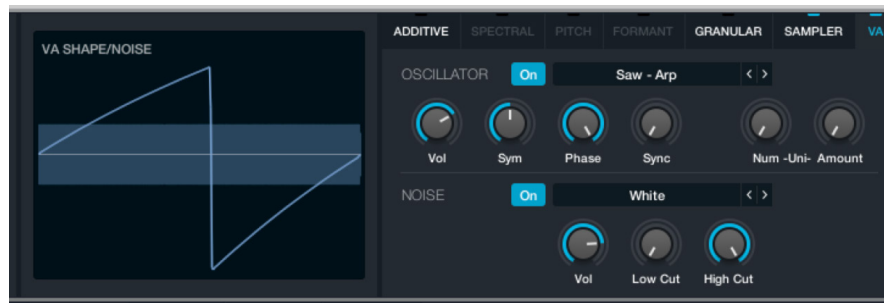 VA SHAPE/NOISE
ADDITIVE SPECTRAL PITCH FORMANT GRANULAR SAMPLER VA
OSCILLATOR On Saw - Arp < >
Vol Sym Phase Sync Num -Uni- Amount
NOISE On White < >
Vol Low Cut High Cut